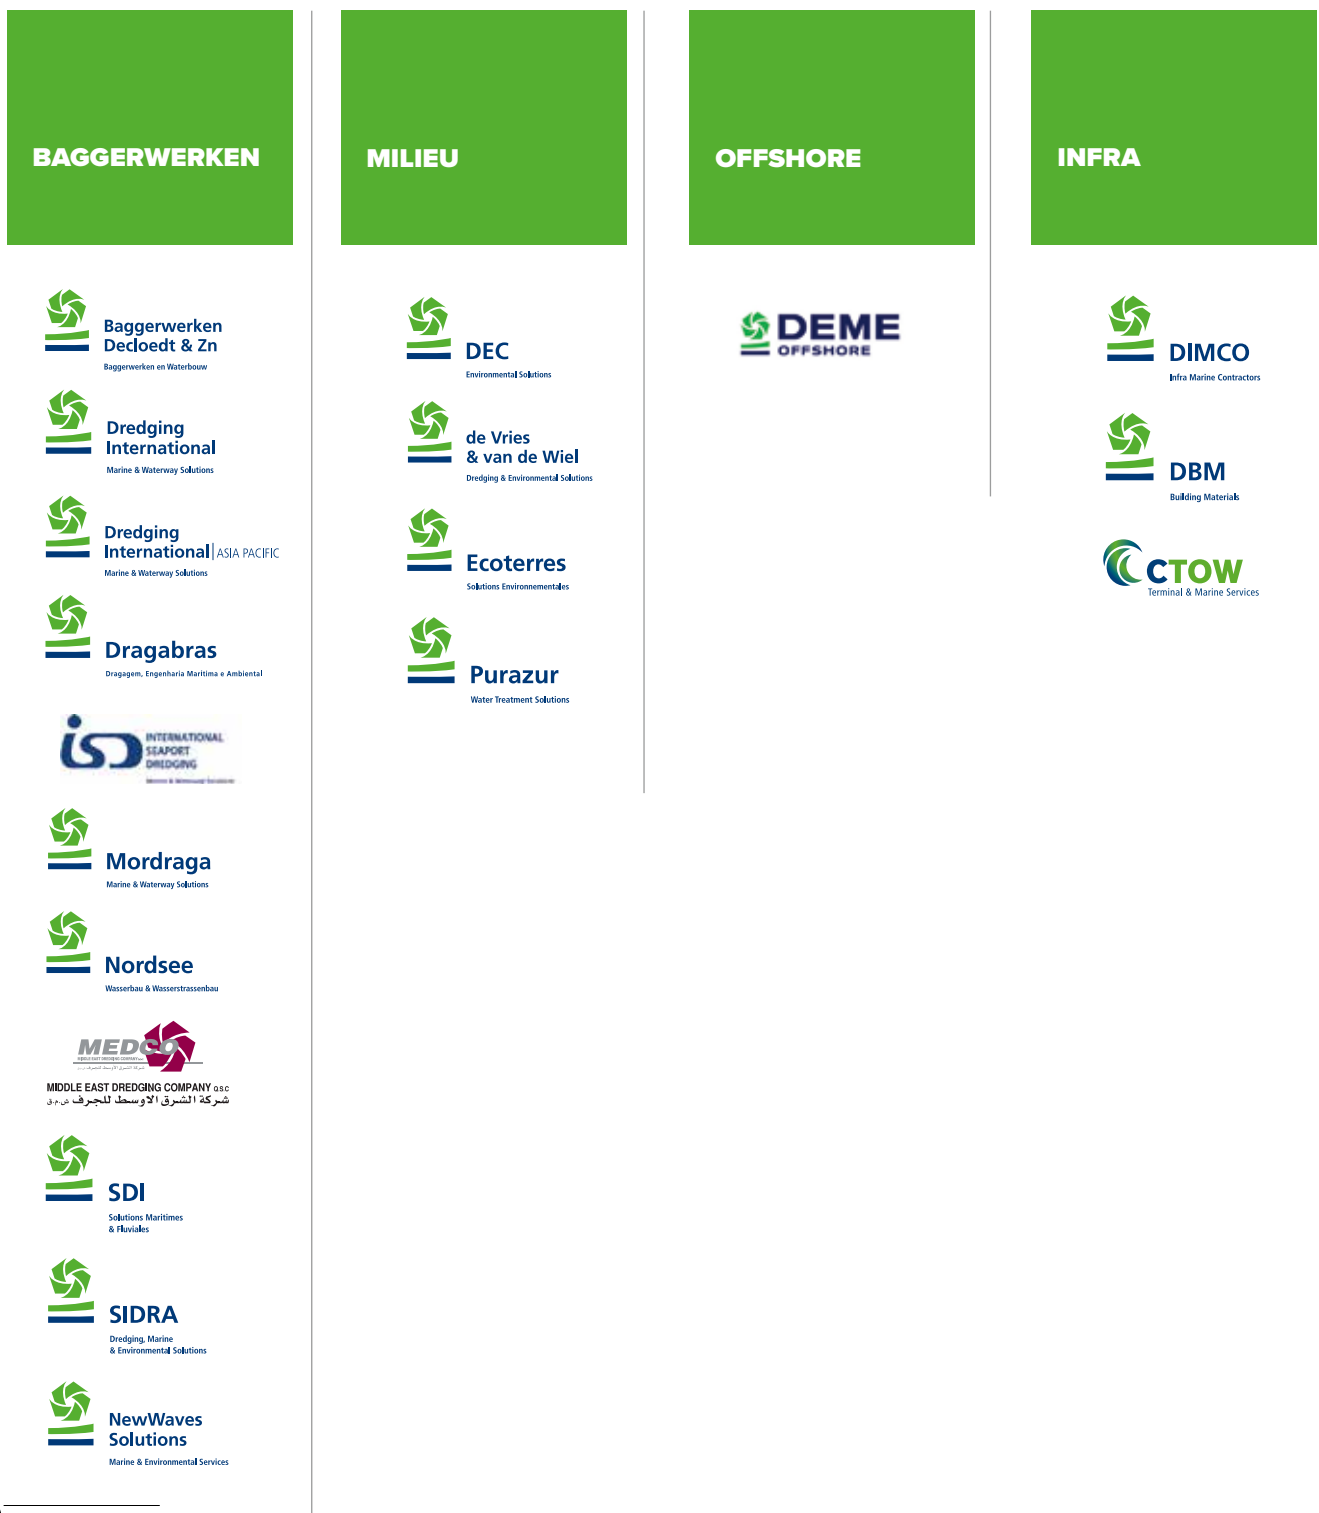 BAGGERWERKEN
Baggerwerken
Decloedt & Zn
Baggerwerken en Waterbouw
Dredging
International
Marine & Waterway Solutions
Dredging
International | ASIA PACIFIC
Marine & Waterway Solutions
Dragabras
Dragagem, Engenharia Marítima e Ambiental
isd
INTERNATIONAL
SEAPORT
DREDGING
Mordraga
Marine & Waterway Solutions
Nordsee
Wasserbau & Wasserstrassenbau
MEDCO
MIDDLE EAST DREDGING COMPANY Q.S.C
شركة الشرق الاوسط للجرف ش.م.ق
SDI
Solutions Maritimes
& Fluviales
SIDRA
Dredging, Marine
& Environmental Solutions
NewWaves
Solutions
Marine & Environmental Services
MILIEU
DEC
Environmental Solutions
de Vries
& van de Wiel
Dredging & Environmental Solutions
Ecoterres
Solutions Environnementales
Purazur
Water Treatment Solutions
OFFSHORE
DEME
OFFSHORE
INFRA
DIMCO
Infra Marine Contractors
DBM
Building Materials
CTOW
Terminal & Marine Services